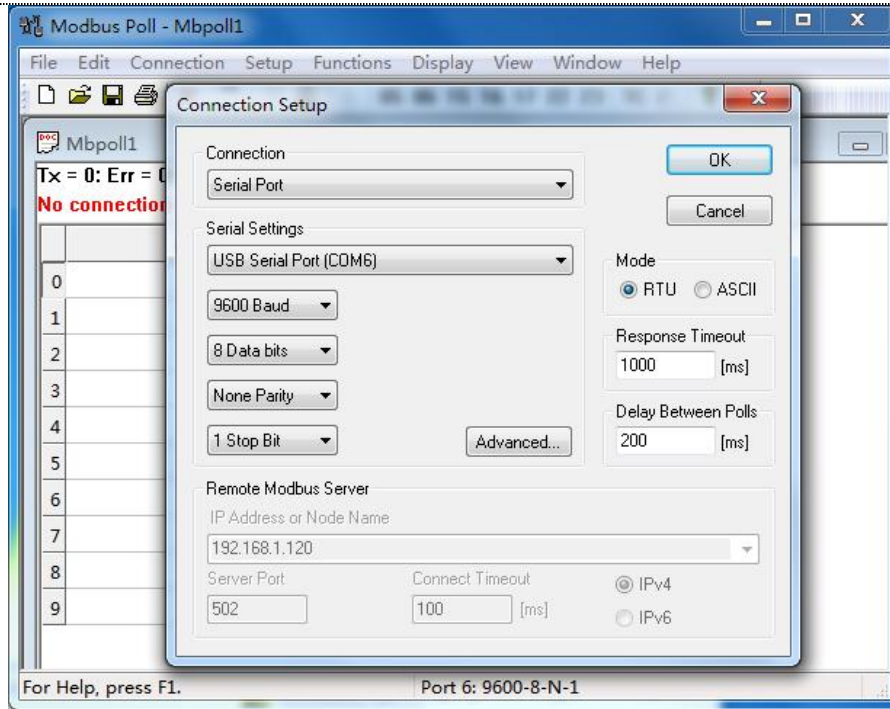 Modbus Poll - Mbpoll1
File Edit Connection Setup Functions Display View Window Help
Connection Setup
Mbpoll1
Tx = 0: Err = 0
No connection
0
1
2
3
4
5
6
7
8
9
Connection
Serial Port
OK
Cancel
Serial Settings
USB Serial Port (COM6)
9600 Baud
8 Data bits
None Parity
1 Stop Bit
Advanced...
Mode
RTU ASCII
Response Timeout
1000 [ms]
Delay Between Polls
200 [ms]
Remote Modbus Server
IP Address or Node Name
192.168.1.120
Server Port Connect Timeout
502 100 [ms]
IPv4
IPv6
For Help, press F1. Port 6: 9600-8-N-1